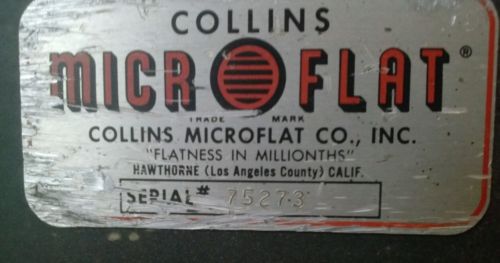 COLLINS
MICROFLAT®
TRADE MARK
COLLINS MICROFLAT CO., INC.
"FLATNESS IN MILLIONTHS"
HAWTHORNE (Los Angeles County) CALIF.
SERIAL# 75273